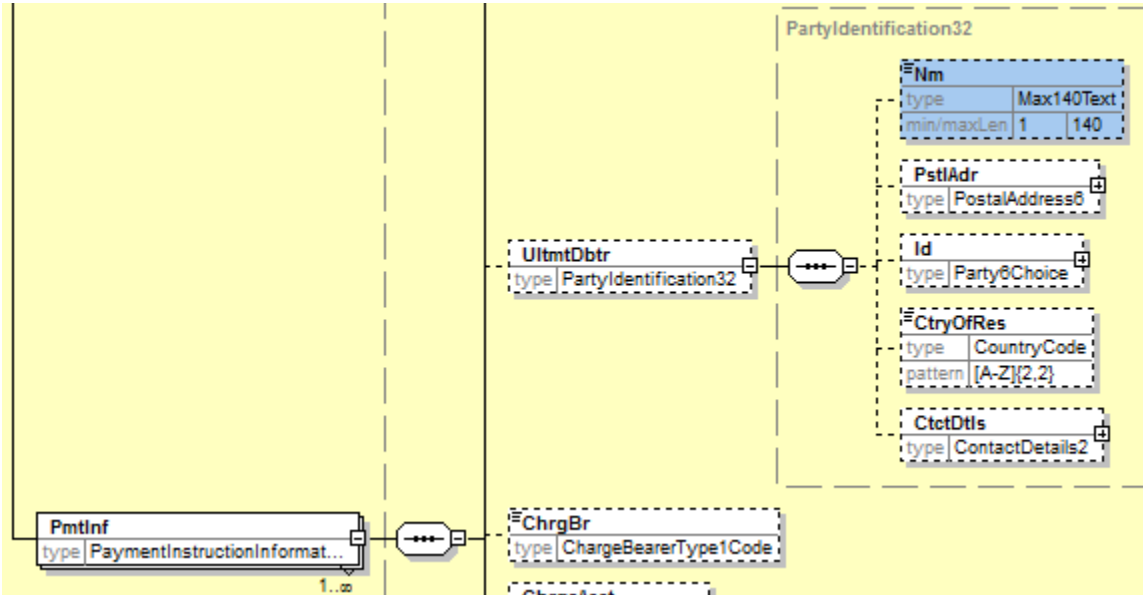 PartyIdentification32
Nm
type Max140Text
min/maxLen 1 140
PstlAdr
type PostalAddress6
UltmtDbtr
type PartyIdentification32
Id
type Party6Choice
CtryOfRes
type CountryCode
pattern [A-Z]{2,2}
CtctDtls
type ContactDetails2
PmtInf
type PaymentInstructionInformat...
1..∞
ChrgBr
type ChargeBearerType1Code